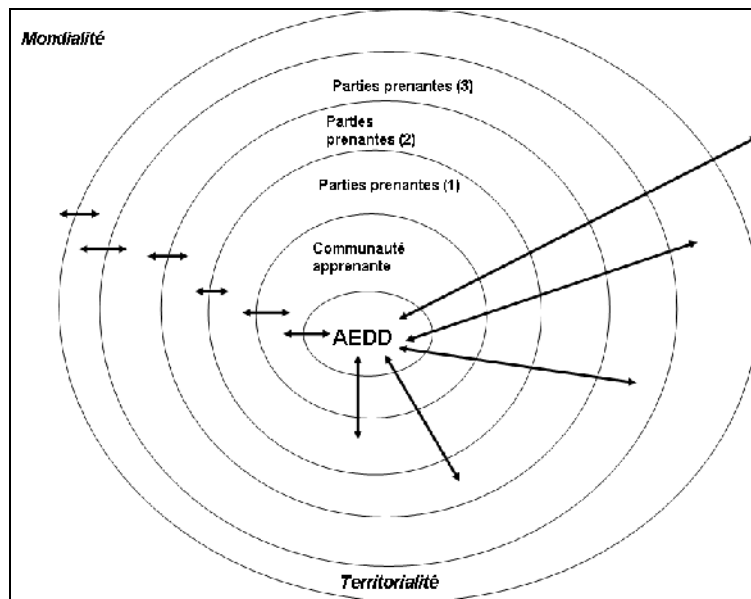 Mondialité
Parties prenantes (3)
Parties
prenantes (2)
Parties prenantes (1)
Communauté
apprenante
AEDD
Territorialité